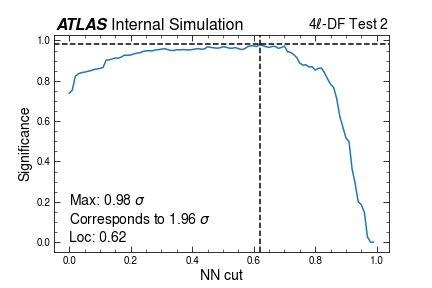 ATLAS Internal Simulation
4ℓ-DF Test 2
1.0
0.8
0.6
0.4
0.2
0.0
Significance
Max: 0.98 σ
Corresponds to 1.96 σ
Loc: 0.62
0.0 0.2 0.4 0.6 0.8 1.0
NN cut